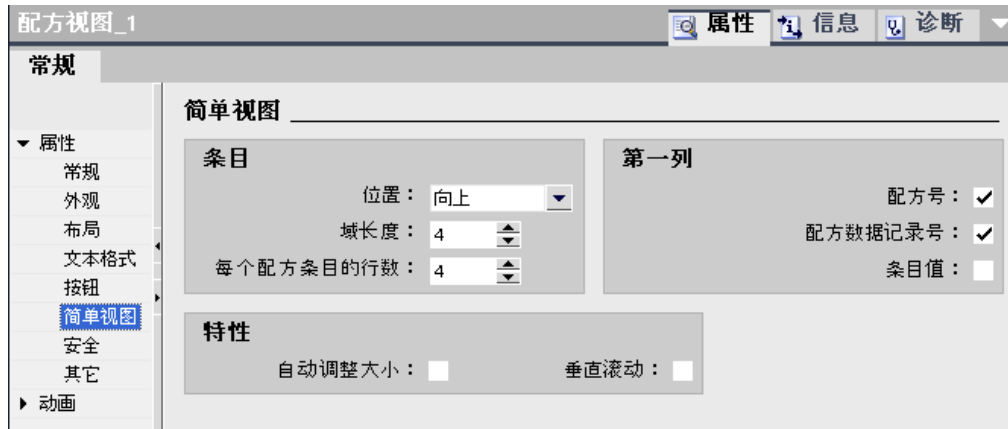 配方视图_1
属性 信息 诊断
常规
简单视图
属性
常规
外观
布局
文本格式
按钮
简单视图
安全
其它
动画
条目
位置： 向上
域长度： 4
每个配方条目的行数： 4
第一列
配方号：
配方数据记录号：
条目值：
特性
自动调整大小： 垂直滚动：